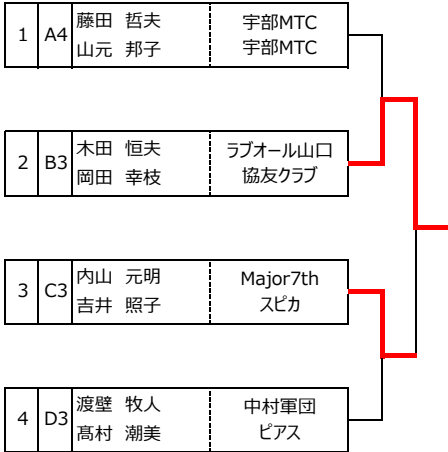 1 A4 藤田 哲夫 宇部MTC
山元 邦子 宇部MTC
2 B3 木田 恒夫 ラブオール山口
岡田 幸枝 協友クラブ
3 C3 内山 元明 Major7th
吉井 照子 スピカ
4 D3 渡壁 牧人 中村軍団
髙村 潮美 ピアス